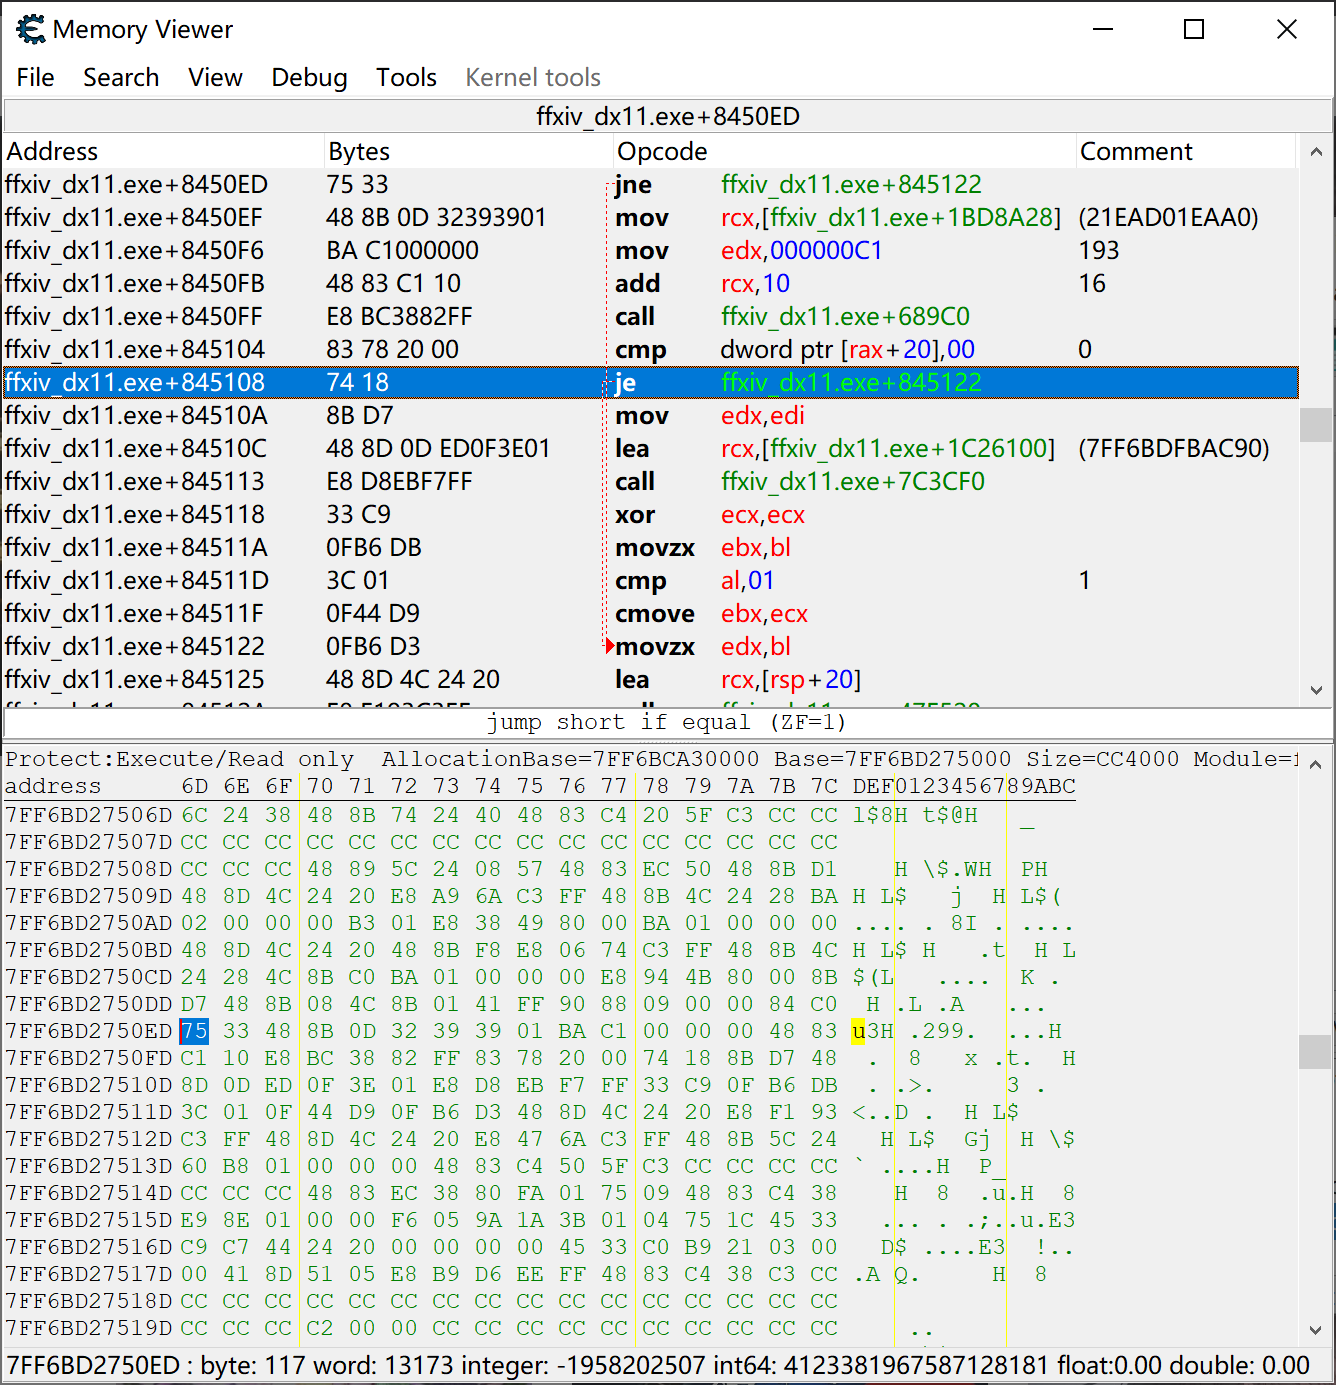 Memory Viewer
File Search View Debug Tools Kernel tools
ffxiv_dx11.exe+8450ED
Address Bytes Opcode Comment
ffxiv_dx11.exe+8450ED 75 33 jne ffxiv_dx11.exe+845122
ffxiv_dx11.exe+8450EF 48 8B 0D 32393901 mov rcx,[ffxiv_dx11.exe+1BD8A28] (21EAD01EAA0)
ffxiv_dx11.exe+8450F6 BA C1000000 mov edx,000000C1 193
ffxiv_dx11.exe+8450FB 48 83 C1 10 add rcx,10 16
ffxiv_dx11.exe+8450FF E8 BC3882FF call ffxiv_dx11.exe+689C0
ffxiv_dx11.exe+845104 83 78 20 00 cmp dword ptr [rax+20],00 0
ffxiv_dx11.exe+845108 74 18 je ffxiv_dx11.exe+845122
ffxiv_dx11.exe+84510A 8B D7 mov edx,edi
ffxiv_dx11.exe+84510C 48 8D 0D ED0F3E01 lea rcx,[ffxiv_dx11.exe+1C26100] (7FF6BDFBAC90)
ffxiv_dx11.exe+845113 E8 D8EBF7FF call ffxiv_dx11.exe+7C3CF0
ffxiv_dx11.exe+845118 33 C9 xor ecx,ecx
ffxiv_dx11.exe+84511A 0FB6 DB movzx ebx,bl
ffxiv_dx11.exe+84511D 3C 01 cmp al,01 1
ffxiv_dx11.exe+84511F 0F44 D9 cmove ebx,ecx
ffxiv_dx11.exe+845122 0FB6 D3 movzx edx,bl
ffxiv_dx11.exe+845125 48 8D 4C 24 20 lea rcx,[rsp+20]
jump short if equal (ZF=1)
Protect:Execute/Read only AllocationBase=7FF6BCA30000 Base=7FF6BD275000 Size=CC4000 Module=f
address 6D 6E 6F 70 71 72 73 74 75 76 77 78 79 7A 7B 7C DEF0123456789ABC
7FF6BD27506D 6C 24 38 48 8B 74 24 40 48 83 C4 20 5F C3 CC CC l$8H t$@H _
7FF6BD27507D CC CC CC CC CC CC CC CC CC CC CC CC CC CC CC CC
7FF6BD27508D CC CC CC 48 89 5C 24 08 57 48 83 EC 50 48 8B D1 H \$.WH PH
7FF6BD27509D 48 8D 4C 24 20 E8 A9 6A C3 FF 48 8B 4C 24 28 BA H L$ j H L$(
7FF6BD2750AD 02 00 00 00 B3 01 E8 38 49 80 00 BA 01 00 00 00 .... . 8I . ....
7FF6BD2750BD 48 8D 4C 24 20 48 8B F8 E8 06 74 C3 FF 48 8B 4C H L$ H .t H L
7FF6BD2750CD 24 28 4C 8B C0 BA 01 00 00 00 E8 94 4B 80 00 8B $(L .... K .
7FF6BD2750DD D7 48 8B 08 4C 8B 01 41 FF 90 88 09 00 00 84 C0 H .L .A ...
7FF6BD2750ED 75 33 48 8B 0D 32 39 39 01 BA C1 00 00 00 48 83 u3H .299. ...H
7FF6BD2750FD C1 10 E8 BC 38 82 FF 83 78 20 00 74 18 8B D7 48 . 8 x .t. H
7FF6BD27510D 8D 0D ED 0F 3E 01 E8 D8 EB F7 FF 33 C9 0F B6 DB . .>. 3 .
7FF6BD27511D 3C 01 0F 44 D9 0F B6 D3 48 8D 4C 24 20 E8 F1 93 <..D . H L$
7FF6BD27512D C3 FF 48 8D 4C 24 20 E8 47 6A C3 FF 48 8B 5C 24 H L$ Gj H \$
7FF6BD27513D 60 B8 01 00 00 00 48 83 C4 50 5F C3 CC CC CC CC ` ....H P_
7FF6BD27514D CC CC CC 48 83 EC 38 80 FA 01 75 09 48 83 C4 38 H 8 .u.H 8
7FF6BD27515D E9 8E 01 00 00 F6 05 9A 1A 3B 01 04 75 1C 45 33 ... . .;..u.E3
7FF6BD27516D C9 C7 44 24 20 00 00 00 00 45 33 C0 B9 21 03 00 D$ ....E3 !..
7FF6BD27517D 00 41 8D 51 05 E8 B9 D6 EE FF 48 83 C4 38 C3 CC .A Q. H 8
7FF6BD27518D CC CC CC CC CC CC CC CC CC CC CC CC CC CC CC CC
7FF6BD27519D CC CC CC C2 00 00 CC CC CC CC CC CC CC CC CC CC ..
7FF6BD2750ED : byte: 117 word: 13173 integer: -1958202507 int64: 4123381967587128181 float:0.00 double: 0.00